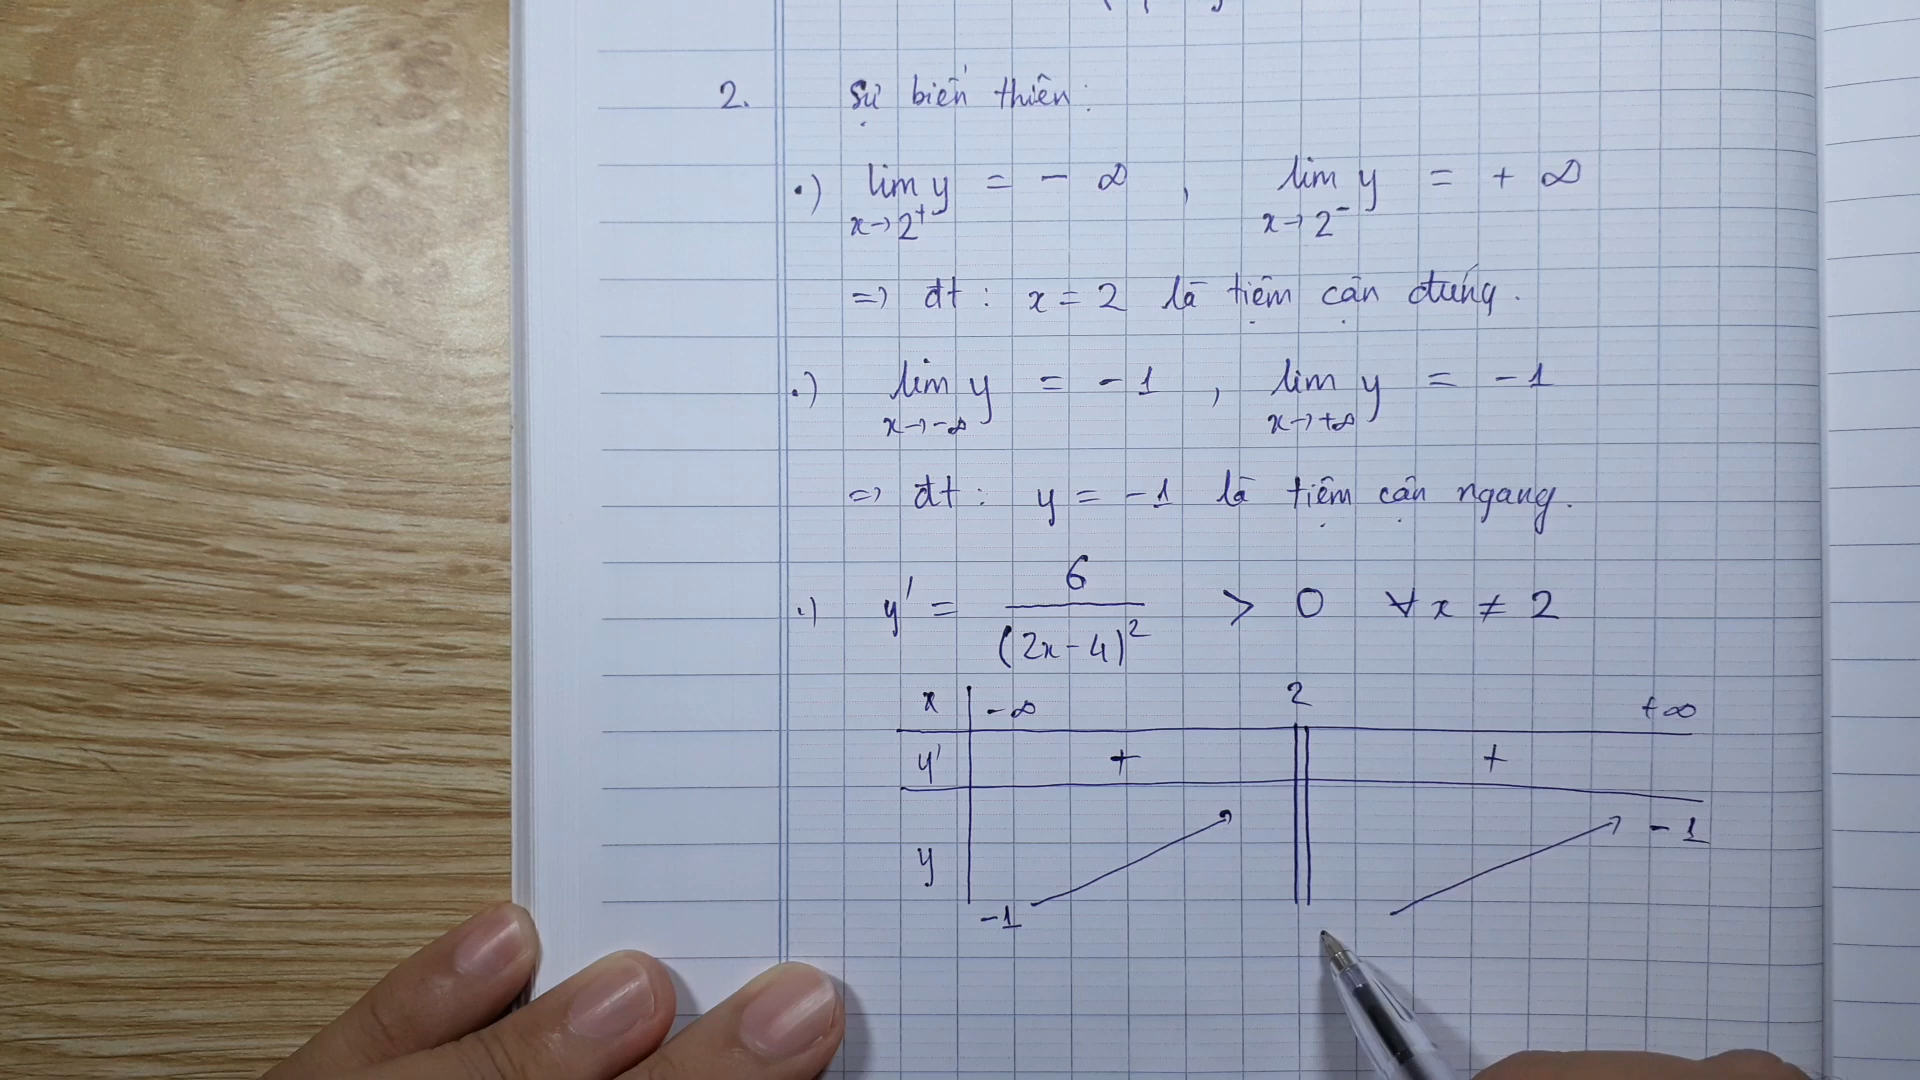 2. Sự biến thiên:
•) lim y = - ∞ , lim y = + ∞
x→2⁺ x→2⁻
=> đt: x = 2 là tiệm cận đứng.
•) lim y = -1 , lim y = -1
x→-∞ x→+∞
=> đt: y = -1 là tiệm cận ngang.
•) y' = 6 / (2x-4)² > 0 ∀x ≠ 2
x -∞ 2 +∞
y' + +
y -1
-1